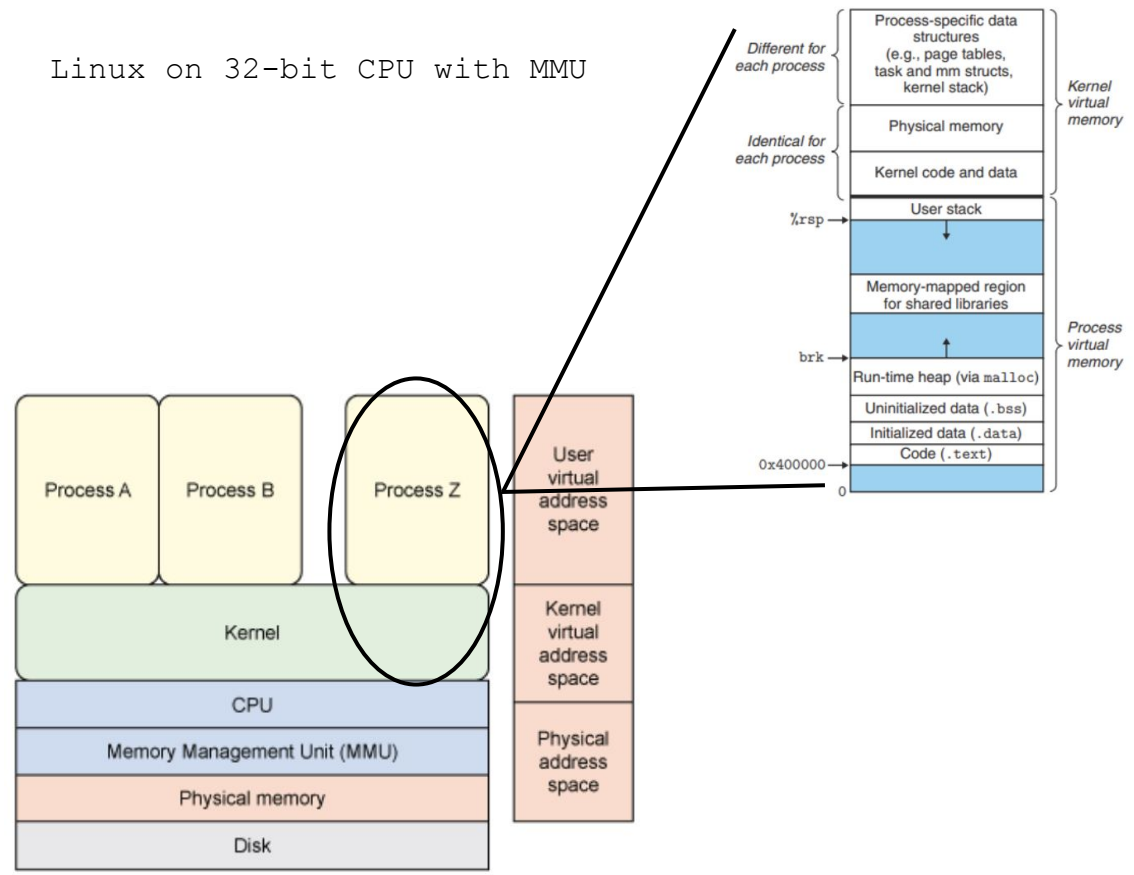 Linux on 32-bit CPU with MMU
Different for
each process
Process-specific data
structures
(e.g., page tables,
task and mm structs,
kernel stack)
Kernel
virtual
memory
Identical for
each process
Physical memory
Kernel code and data
User stack
%rsp
Memory-mapped region
for shared libraries
Process
virtual
memory
brk
Run-time heap (via malloc)
Uninitialized data (.bss)
Initialized data (.data)
Code (.text)
0x400000
0
Process A
Process B
Process Z
User
virtual
address
space
Kernel
Kernel
virtual
address
space
CPU
Memory Management Unit (MMU)
Physical memory
Disk
Physical
address
space